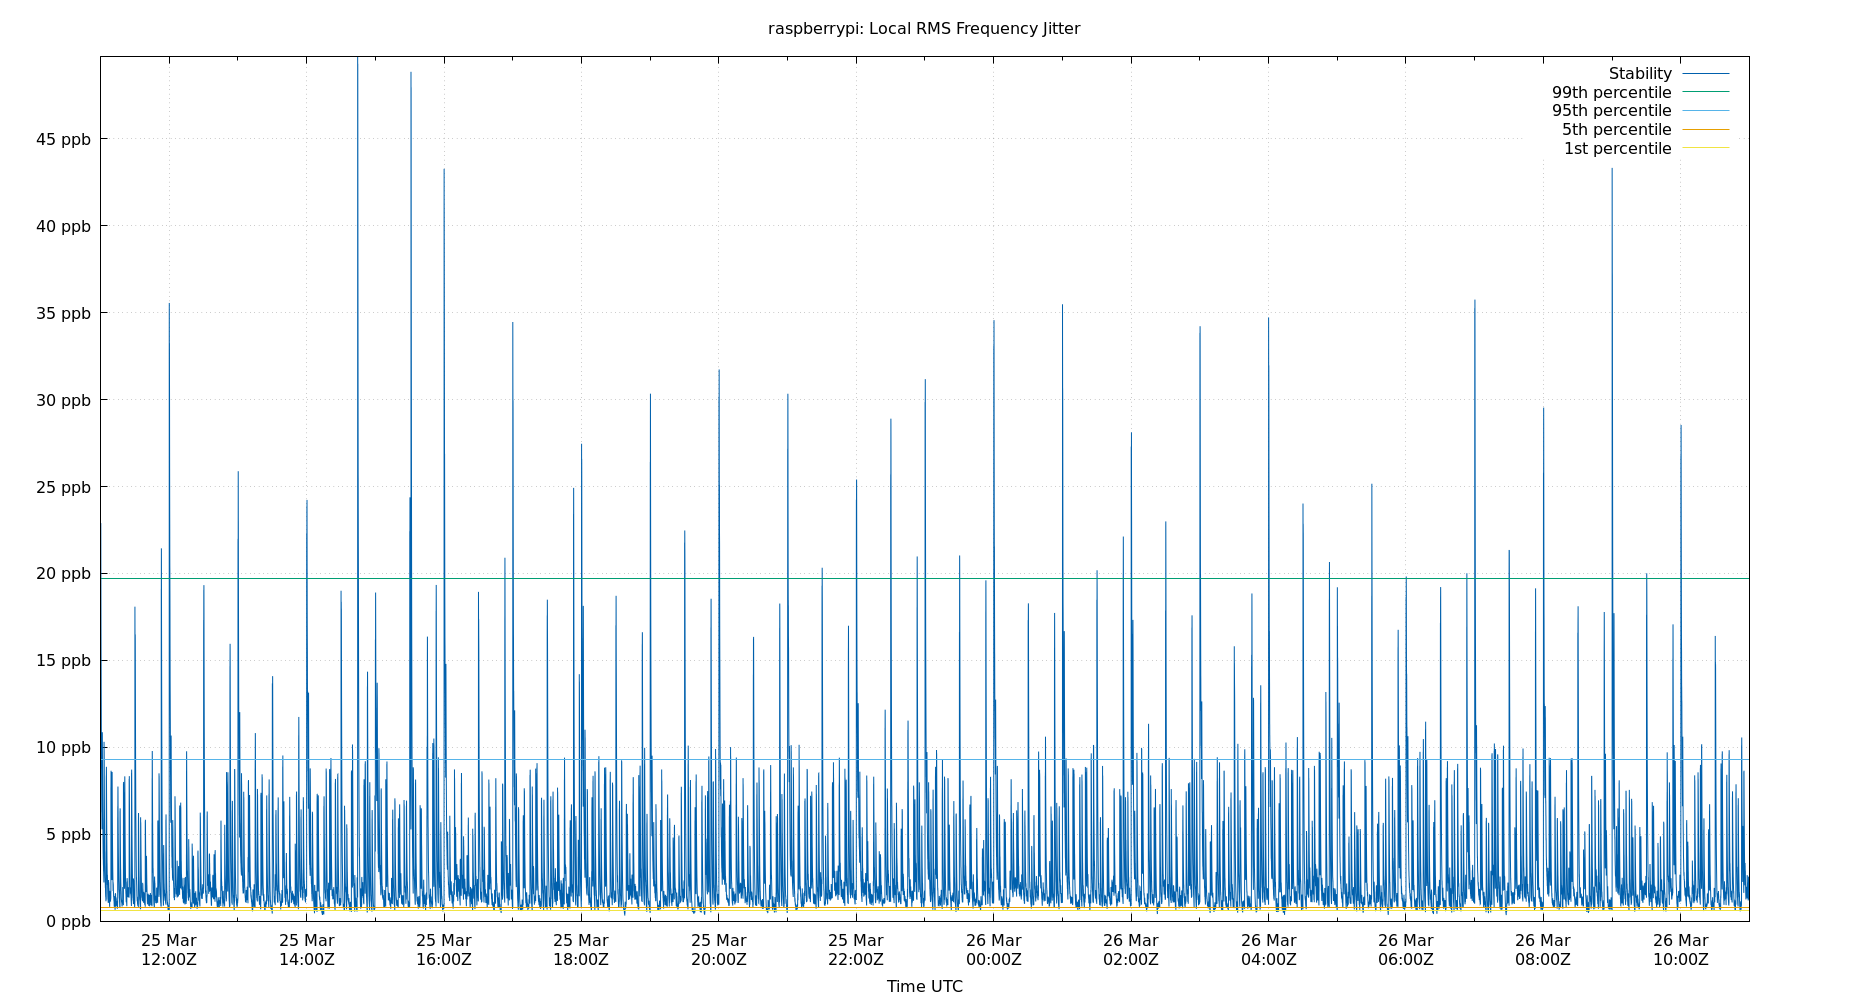 raspberrypi: Local RMS Frequency Jitter
Stability
99th percentile
95th percentile
5th percentile
1st percentile
45 ppb
40 ppb
35 ppb
30 ppb
25 ppb
20 ppb
15 ppb
10 ppb
5 ppb
0 ppb
25 Mar 25 Mar 25 Mar 25 Mar 25 Mar 25 Mar 26 Mar 26 Mar 26 Mar 26 Mar 26 Mar 26 Mar
12:00Z 14:00Z 16:00Z 18:00Z 20:00Z 22:00Z 00:00Z 02:00Z 04:00Z 06:00Z 08:00Z 10:00Z
Time UTC